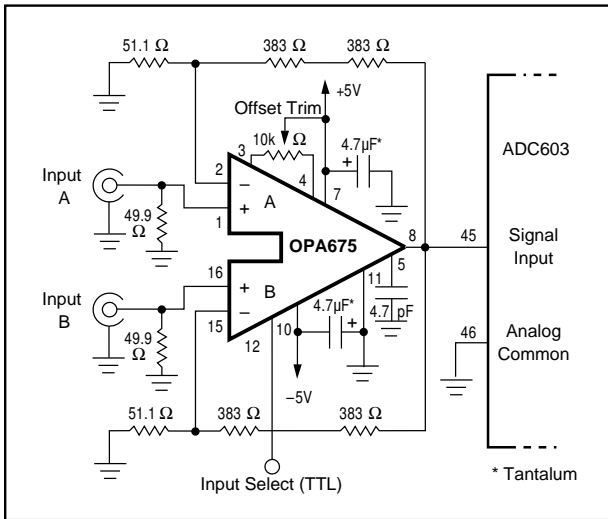 51.1 Ω
383 Ω
383 Ω
+5V
Offset Trim
ADC603
10k Ω
4.7µF*
+
3
4
7
2
Input
A
–
A
+
1
49.9
Ω
OPA675
8
45
Signal
Input
5
11
16
Input
B
+
B
–
15
4.7µF*
+
4.7 pF
46
Analog
Common
10
12
49.9
Ω
–5V
51.1 Ω
383 Ω
383 Ω
Input Select (TTL)
* Tantalum